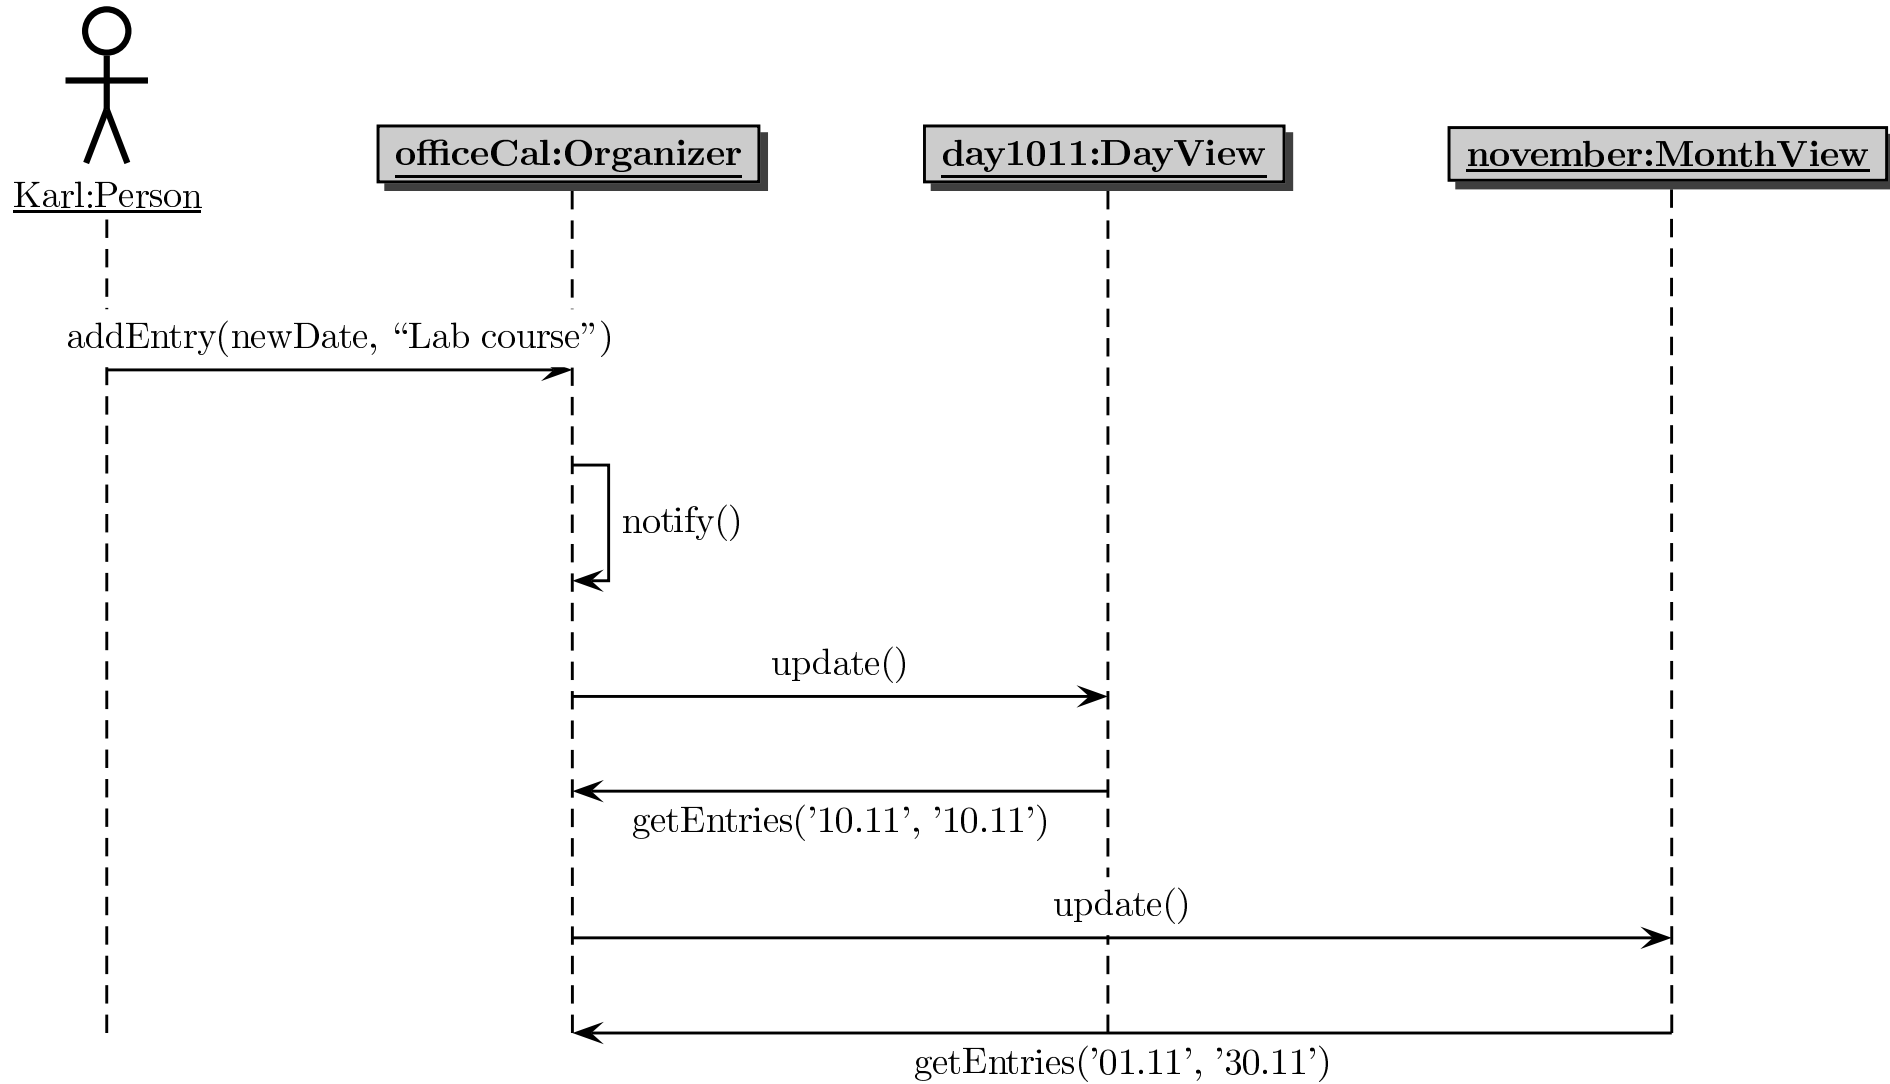 officeCal:Organizer
day1011:DayView
november:MonthView
Karl:Person
addEntry(newDate, “Lab course”)
notify()
update()
getEntries(’10.11’, ’10.11’)
update()
getEntries(’01.11’, ’30.11’)